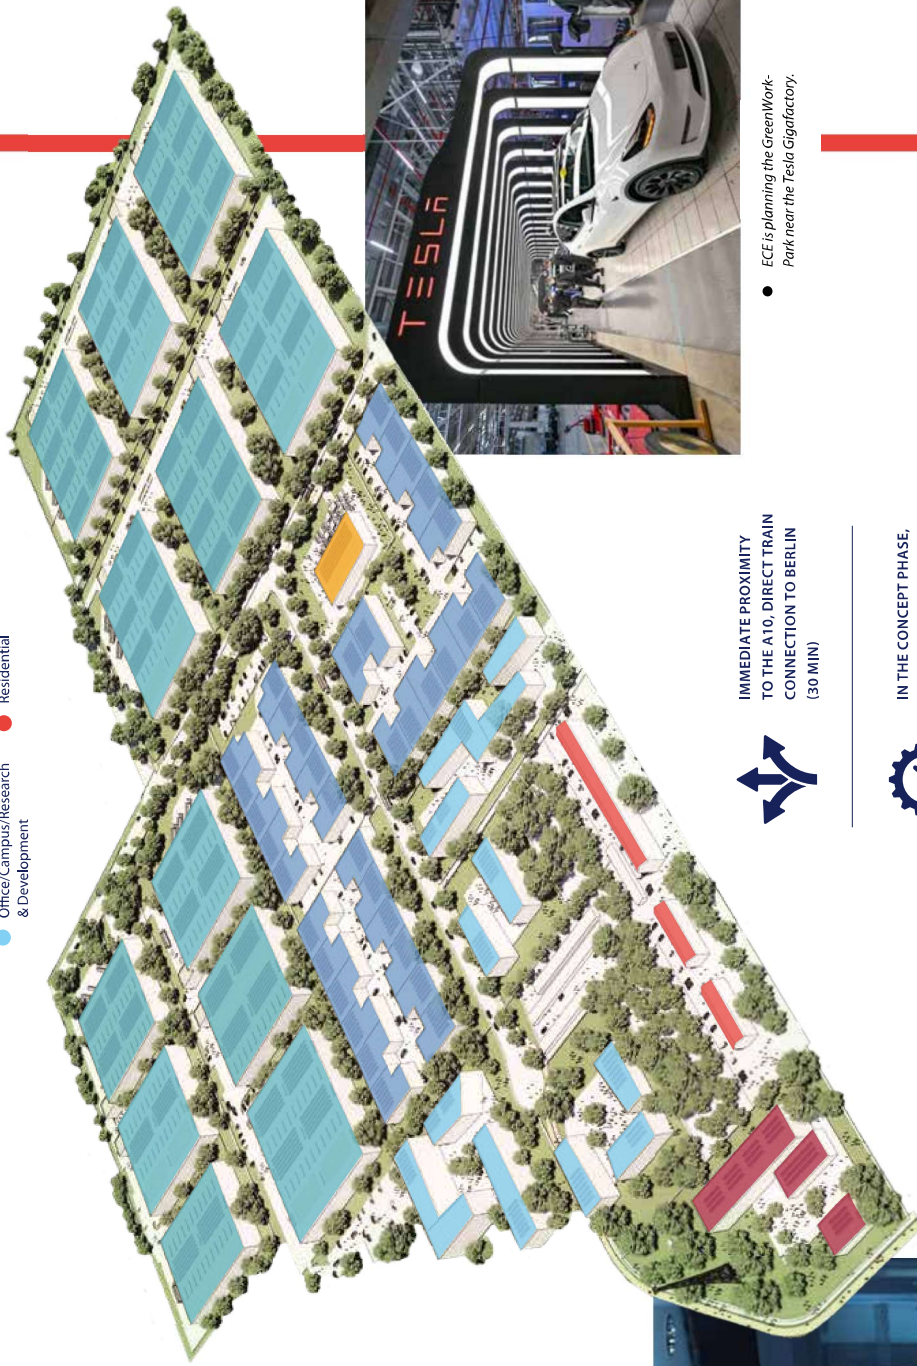 Office/Campus/Research
& Development
Residential
TESLA
ECE is planning the GreenWork-
Park near the Tesla Gigafactory.
IMMEDIATE PROXIMITY
TO THE A10, DIRECT TRAIN
CONNECTION TO BERLIN
(30 MIN)
IN THE CONCEPT PHASE,